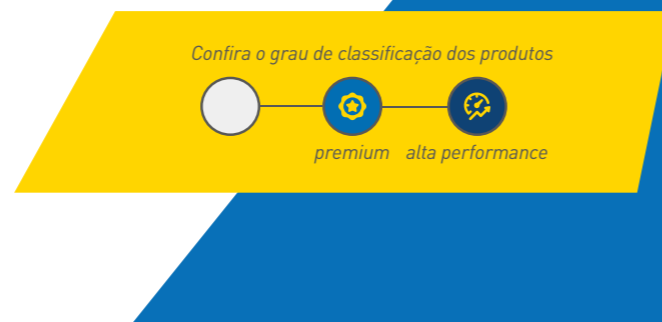 Confira o grau de classificação dos produtos
premium alta performance